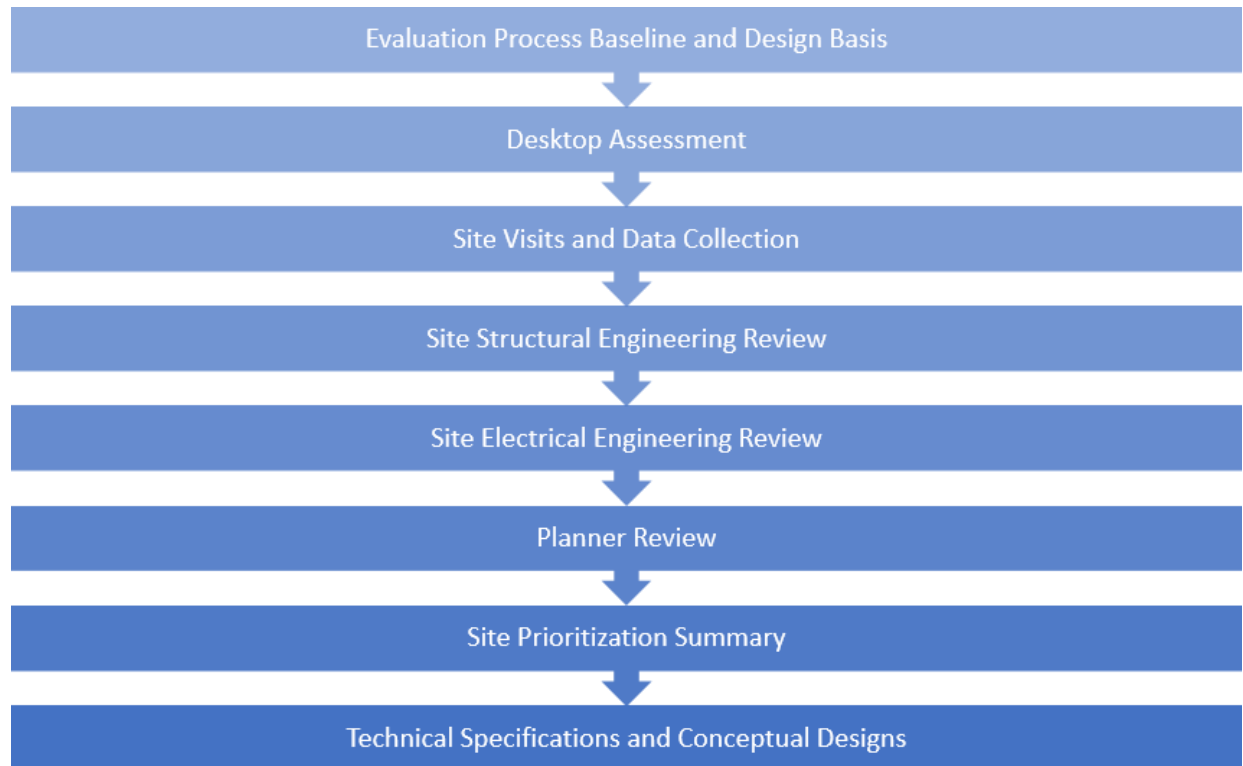 Evaluation Process Baseline and Design Basis
Desktop Assessment
Site Visits and Data Collection
Site Structural Engineering Review
Site Electrical Engineering Review
Planner Review
Site Prioritization Summary
Technical Specifications and Conceptual Designs